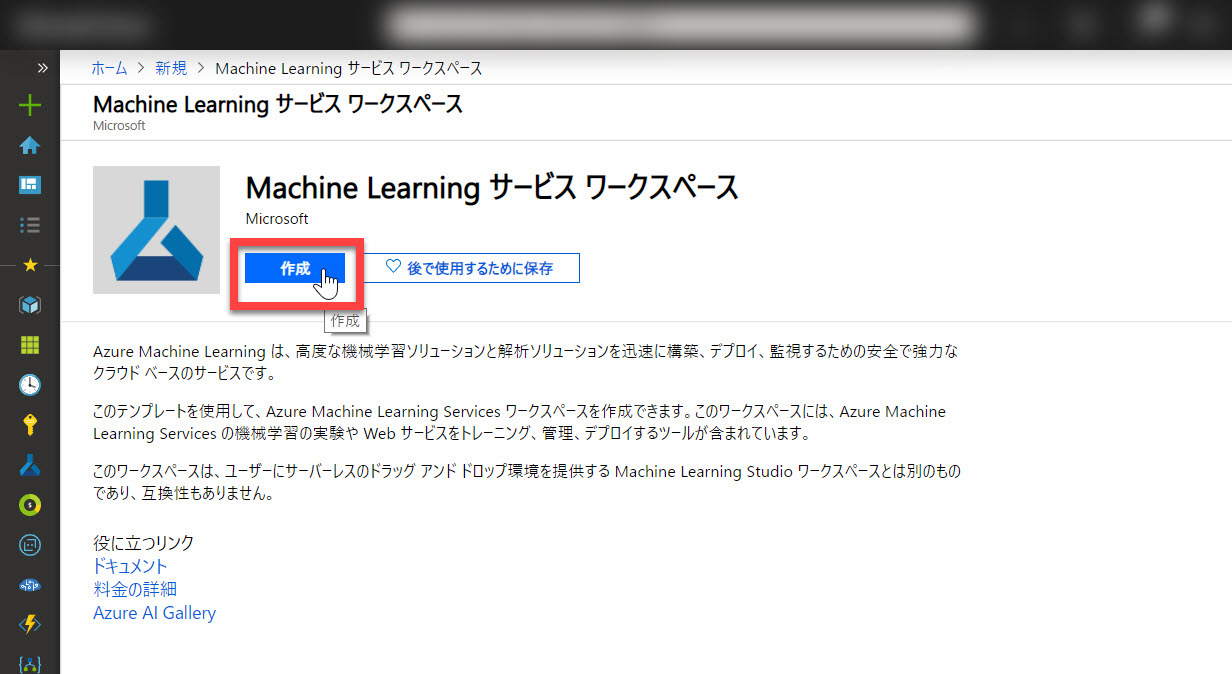 ホーム > 新規 > Machine Learning サービス ワークスペース
Machine Learning サービス ワークスペース
Microsoft
Machine Learning サービス ワークスペース
Microsoft
作成
後で使用するために保存
作成
Azure Machine Learning は、高度な機械学習ソリューションと解析ソリューションを迅速に構築、デプロイ、監視するための安全で強力な
クラウド ベースのサービスです。
このテンプレートを使用して、Azure Machine Learning Services ワークスペースを作成できます。このワークスペースには、Azure Machine
Learning Services の機械学習の実験や Web サービスをトレーニング、管理、デプロイするツールが含まれています。
このワークスペースは、ユーザーにサーバーレスのドラッグ アンド ドロップ環境を提供する Machine Learning Studio ワークスペースとは別のもの
であり、互換性もありません。
役に立つリンク
ドキュメント
料金の詳細
Azure AI Gallery